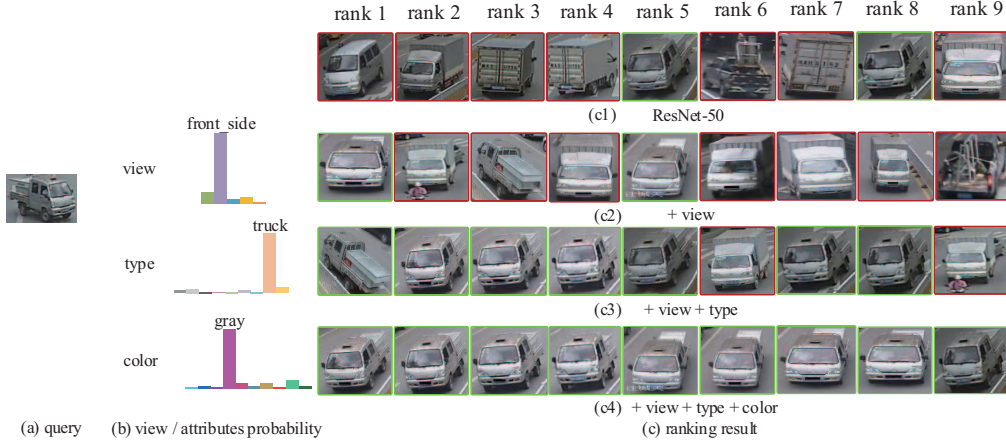 rank 1 rank 2 rank 3 rank 4 rank 5 rank 6 rank 7 rank 8 rank 9
(c1) ResNet-50
front_side
view
(c2) + view
truck
type
(c3) + view + type
gray
color
(c4) + view + type + color
(a) query (b) view / attributes probability (c) ranking result